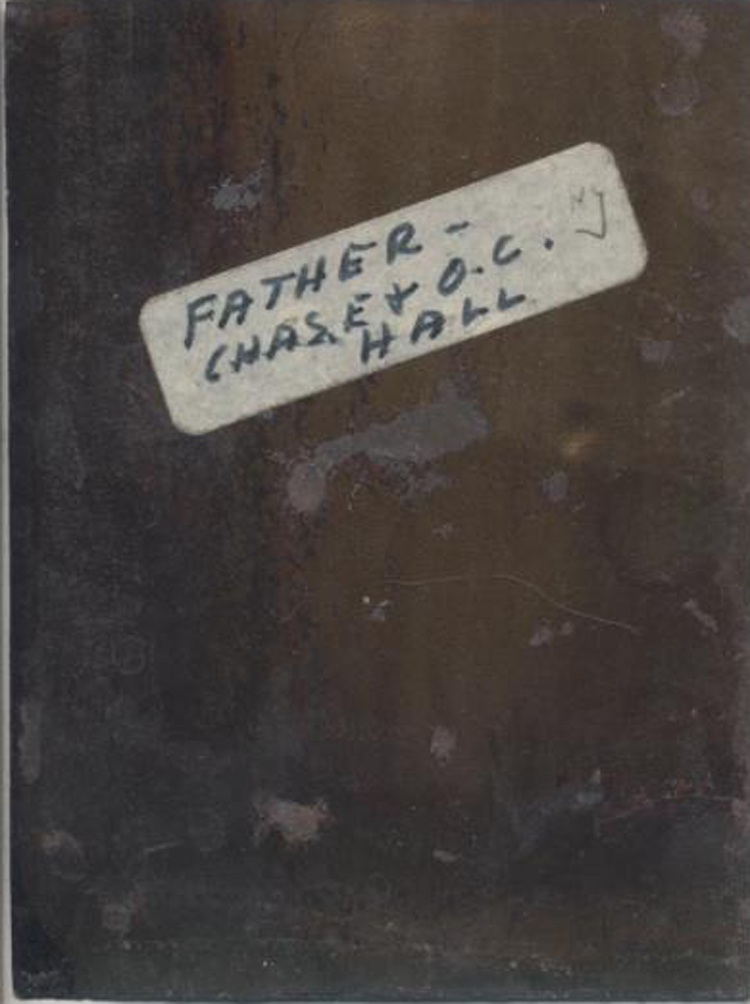 FATHER -
CHASE & O.C.
HALL